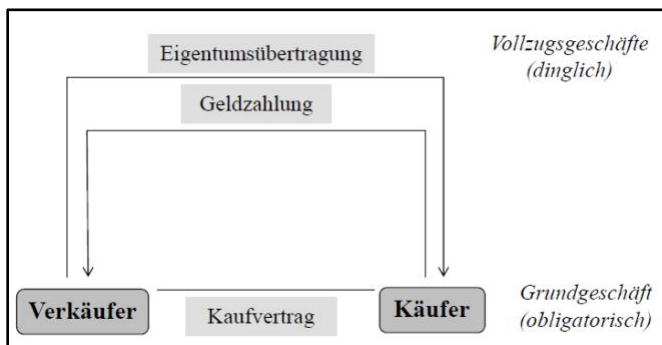 Eigentumsübertragung
Vollzugsgeschäfte
(dinglich)
Geldzahlung
Verkäufer
Kaufvertrag
Käufer
Grundgeschäft
(obligatorisch)